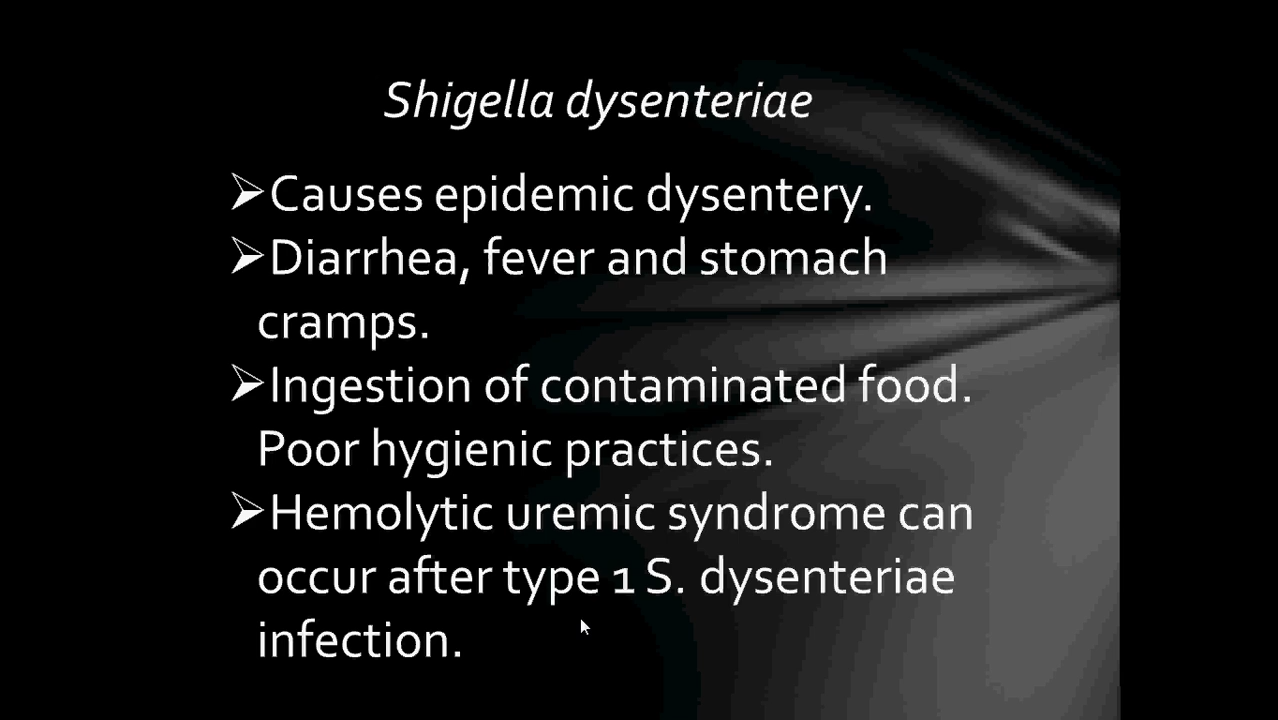 Shigella dysenteriae
➢Causes epidemic dysentery.
➢Diarrhea, fever and stomach
cramps.
➢Ingestion of contaminated food.
Poor hygienic practices.
➢Hemolytic uremic syndrome can
occur after type 1 S. dysenteriae
infection.